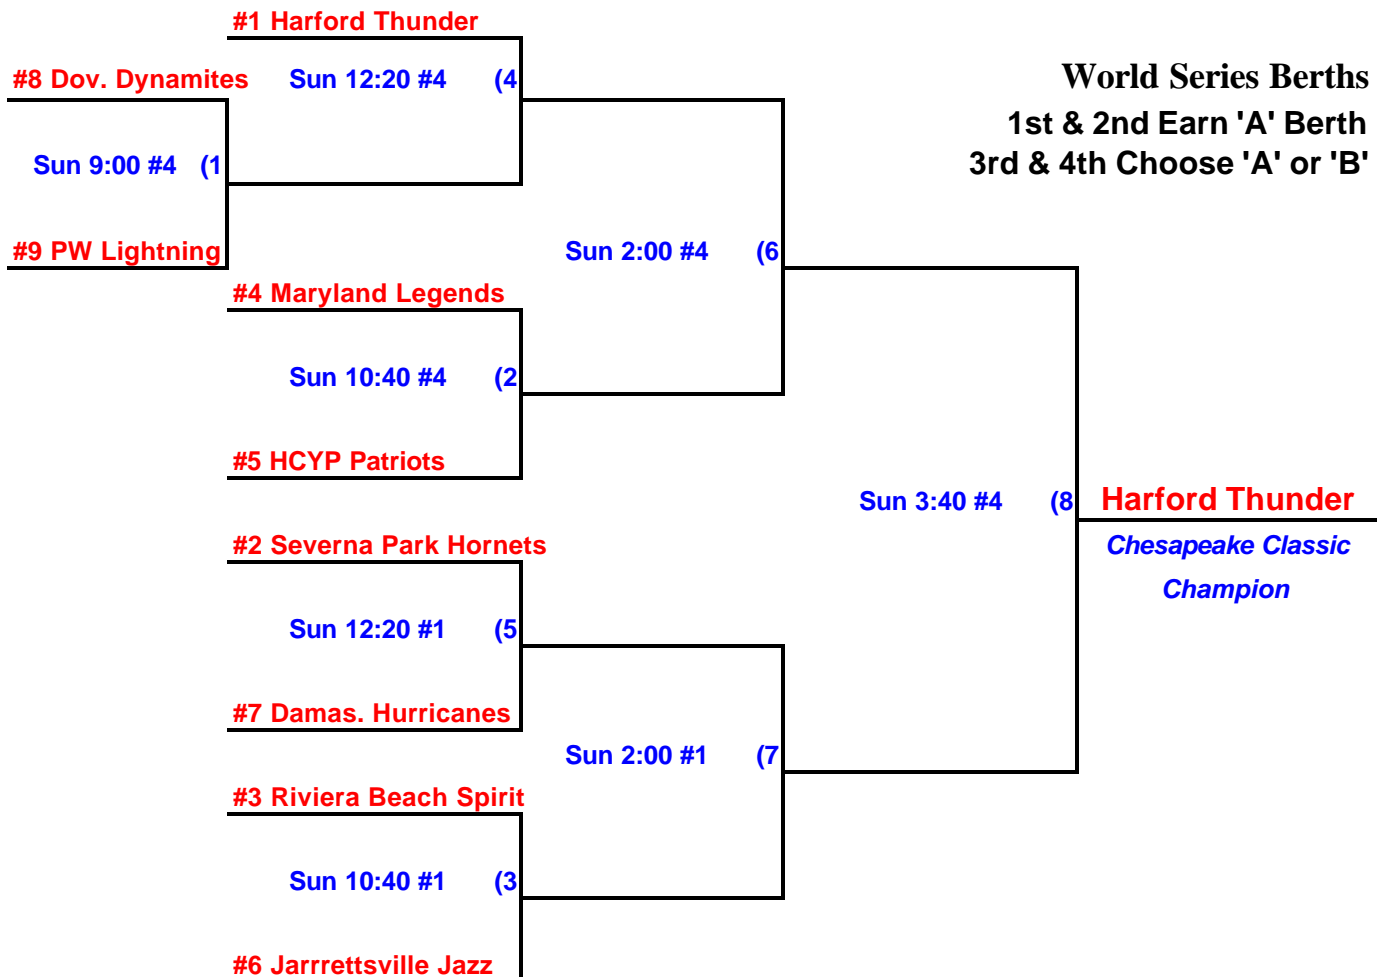 #1 Harford Thunder
#8 Dov. Dynamites
Sun 12:20 #4 (4
World Series Berths
1st & 2nd Earn 'A' Berth
3rd & 4th Choose 'A' or 'B'
Sun 9:00 #4 (1
#9 PW Lightning
Sun 2:00 #4 (6
#4 Maryland Legends
Sun 10:40 #4 (2
#5 HCYP Patriots
Sun 3:40 #4 (8
Harford Thunder
Chesapeake Classic
Champion
#2 Severna Park Hornets
Sun 12:20 #1 (5
#7 Damas. Hurricanes
Sun 2:00 #1 (7
#3 Riviera Beach Spirit
Sun 10:40 #1 (3
#6 Jarrrettsville Jazz